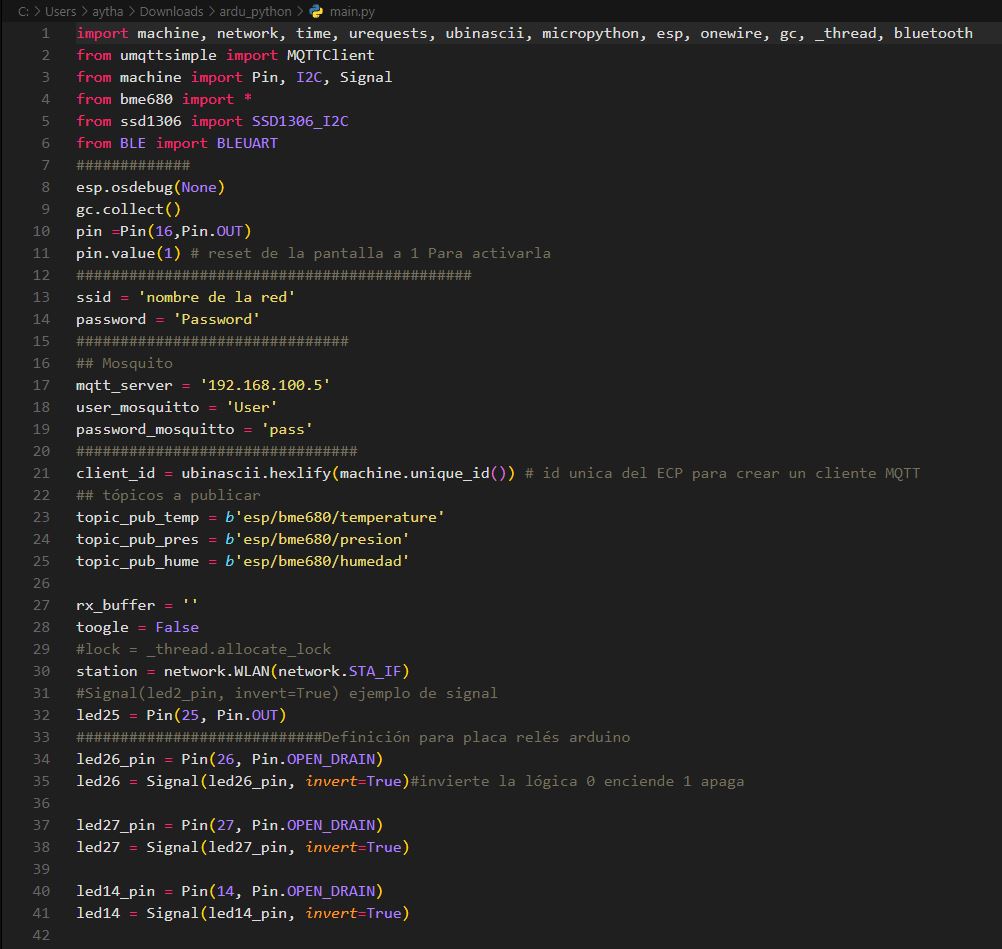 C: > Users > aytha > Downloads > ardu_python > main.py
1 import machine, network, time, urequests, ubinascii, micropython, esp, onewire, gc, _thread, bluetooth
2 from umqttsimple import MQTTClient
3 from machine import Pin, I2C, Signal
4 from bme680 import *
5 from ssd1306 import SSD1306_I2C
6 from BLE import BLEUART
7 #############
8 esp.osdebug(None)
9 gc.collect()
10 pin =Pin(16,Pin.OUT)
11 pin.value(1) # reset de la pantalla a 1 Para activarla
12 #############################################
13 ssid = 'nombre de la red'
14 password = 'Password'
15 ###############################
16 ## Mosquito
17 mqtt_server = '192.168.100.5'
18 user_mosquitto = 'User'
19 password_mosquitto = 'pass'
20 ################################
21 client_id = ubinascii.hexlify(machine.unique_id()) # id unica del ECP para crear un cliente MQTT
22 ## tópicos a publicar
23 topic_pub_temp = b'esp/bme680/temperature'
24 topic_pub_pres = b'esp/bme680/presion'
25 topic_pub_hume = b'esp/bme680/humedad'
26
27 rx_buffer = ''
28 toogle = False
29 #lock = _thread.allocate_lock
30 station = network.WLAN(network.STA_IF)
31 #Signal(led2_pin, invert=True) ejemplo de signal
32 led25 = Pin(25, Pin.OUT)
33 ############################Definición para placa relés arduino
34 led26_pin = Pin(26, Pin.OPEN_DRAIN)
35 led26 = Signal(led26_pin, invert=True)#invierte la lógica 0 enciende 1 apaga
36
37 led27_pin = Pin(27, Pin.OPEN_DRAIN)
38 led27 = Signal(led27_pin, invert=True)
39
40 led14_pin = Pin(14, Pin.OPEN_DRAIN)
41 led14 = Signal(led14_pin, invert=True)
42